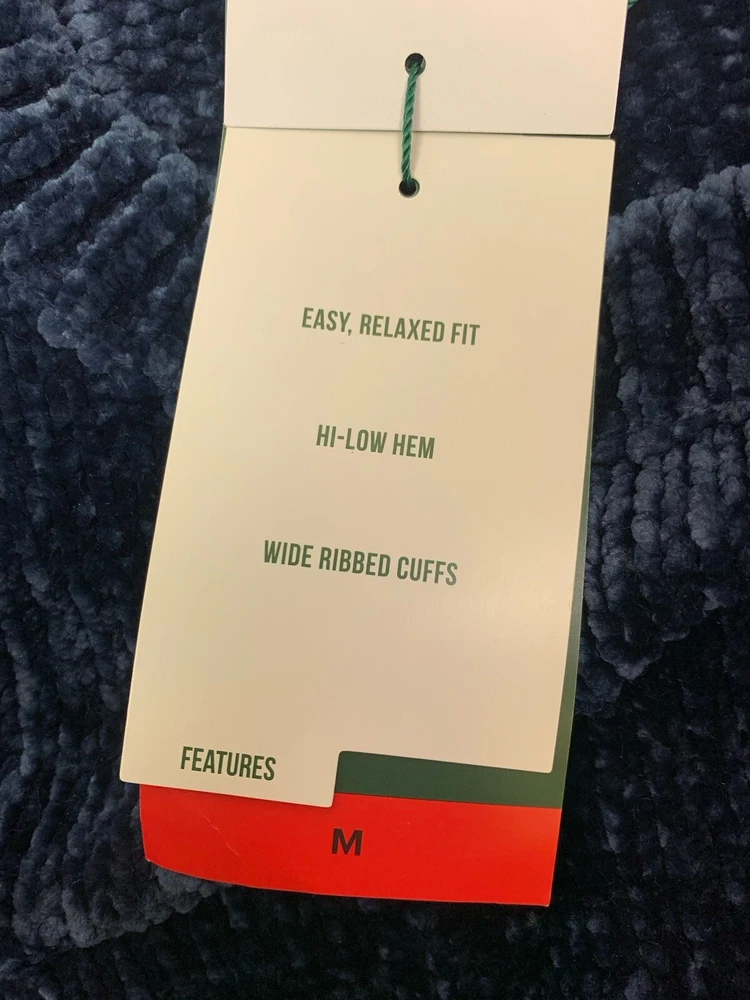 EASY, RELAXED FIT
HI-LOW HEM
WIDE RIBBED CUFFS
FEATURES
M